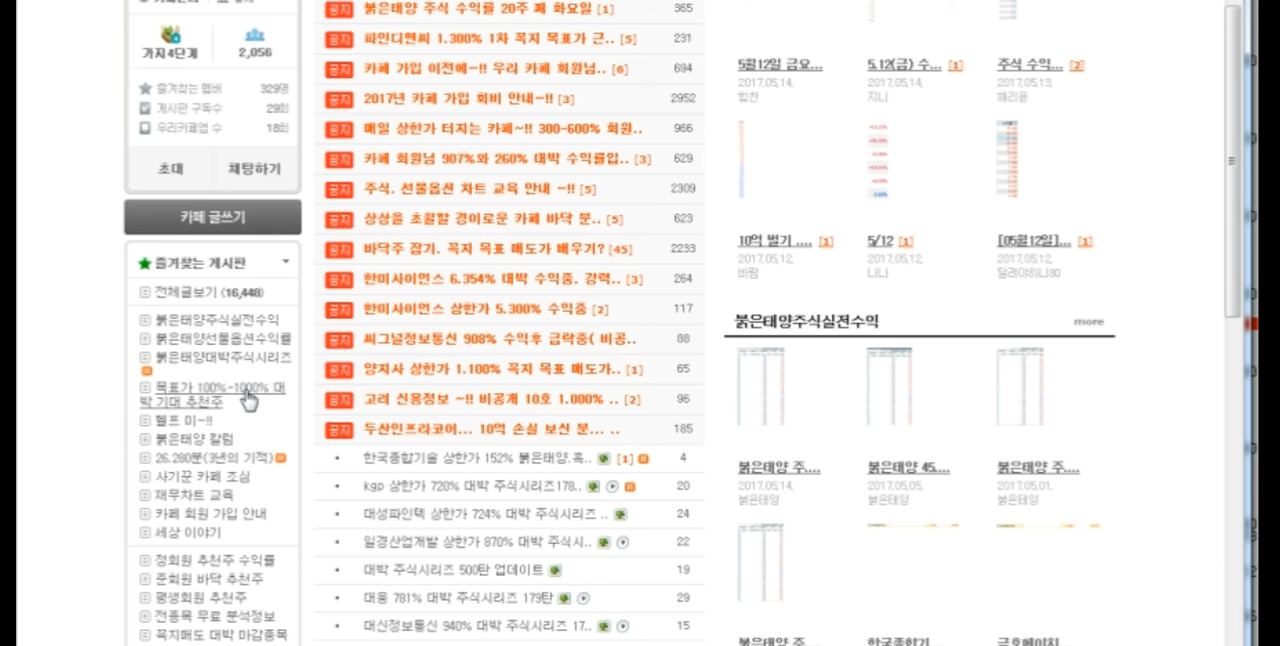 가지4단계
2,056
즐겨찾는 멤버 329명
게시판 구독수 29회
우리카페앱 수 18회
초대 채팅하기
카페 글쓰기
즐겨찾는 게시판
전체글보기 (16,448)
붉은태양주식실전수익
붉은태양선물옵션수익률
붉은태양대박주식시리즈
목표가 100%~1000% 대
박 기대 추천주
헬프 미~!!
붉은태양 칼럼
26.280분(3년의 기적)
사기꾼 카페 조심
재무차트 교육
카페 회원 가입 안내
세상 이야기
정회원 추천주 수익률
준회원 바닥 추천주
평생회원 추천주
전종목 무료 분석정보
꼭지매도 대박 마감종목
공지 붉은태양 주식 수익률 20주 째 화요일 [1] 365
공지 파인디앤씨 1.300% 1차 꼭지 목표가 근.. [5] 231
공지 카페 가입 이전에~!! 우리 카페 회원님.. [6] 694
공지 2017년 카페 가입 회비 안내~!! [3] 2952
공지 매일 상한가 터지는 카페~!! 300-600% 회원.. 966
공지 카페 회원님 907%와 260% 대박 수익률입.. [3] 629
공지 주식. 선물옵션 차트 교육 안내 ~!! [5] 2309
공지 상상을 초월할 경이로운 카페 바닥 분.. [5] 623
공지 바닥주 잡기. 꼭지 목표 매도가 배우기? [45] 2233
공지 한미사이언스 6.354% 대박 수익중. 강력.. [3] 264
공지 한미사이언스 상한가 5.300% 수익중 [2] 117
공지 씨그널정보통신 908% 수익후 급락중( 비공.. 88
공지 양지사 상한가 1.100% 꼭지 목표 매도가.. [1] 65
공지 고려 신용정보 ~!! 비공개 10호 1.000% .. [2] 96
공지 두산인프라코어... 10억 손실 보신 분... .. 185
한국종합기술 상한가 152% 붉은태양.흑.. [1] 4
kgp 상한가 720% 대박 주식시리즈178.. 20
대성파인텍 상한가 724% 대박 주식시리즈 .. 24
일경산업개발 상한가 870% 대박 주식시.. 22
대박 주식시리즈 500탄 업데이트 19
대웅 781% 대박 주식시리즈 179탄 29
대신정보통신 940% 대박 주식시리즈 17.. 15
5월12일 금요... 5.12(금) 수... [1] 주식 수익... [2]
2017.05.14, 2017.05.14, 2017.05.13,
힘찬 지니 해리율
10억 벌기 .... [1] 5/12 [1] [05월12일]... [1]
2017.05.12, 2017.05.12, 2017.05.12,
바람 나나 달려야하니80
붉은태양주식실전수익 more
붉은태양 주.... 붉은태양 45.... 붉은태양 주....
2017.05.14, 2017.05.05, 2017.05.01,
붉은태양 붉은태양 붉은태양
붉은태양 주.... 한국종합기... 금호에이치...